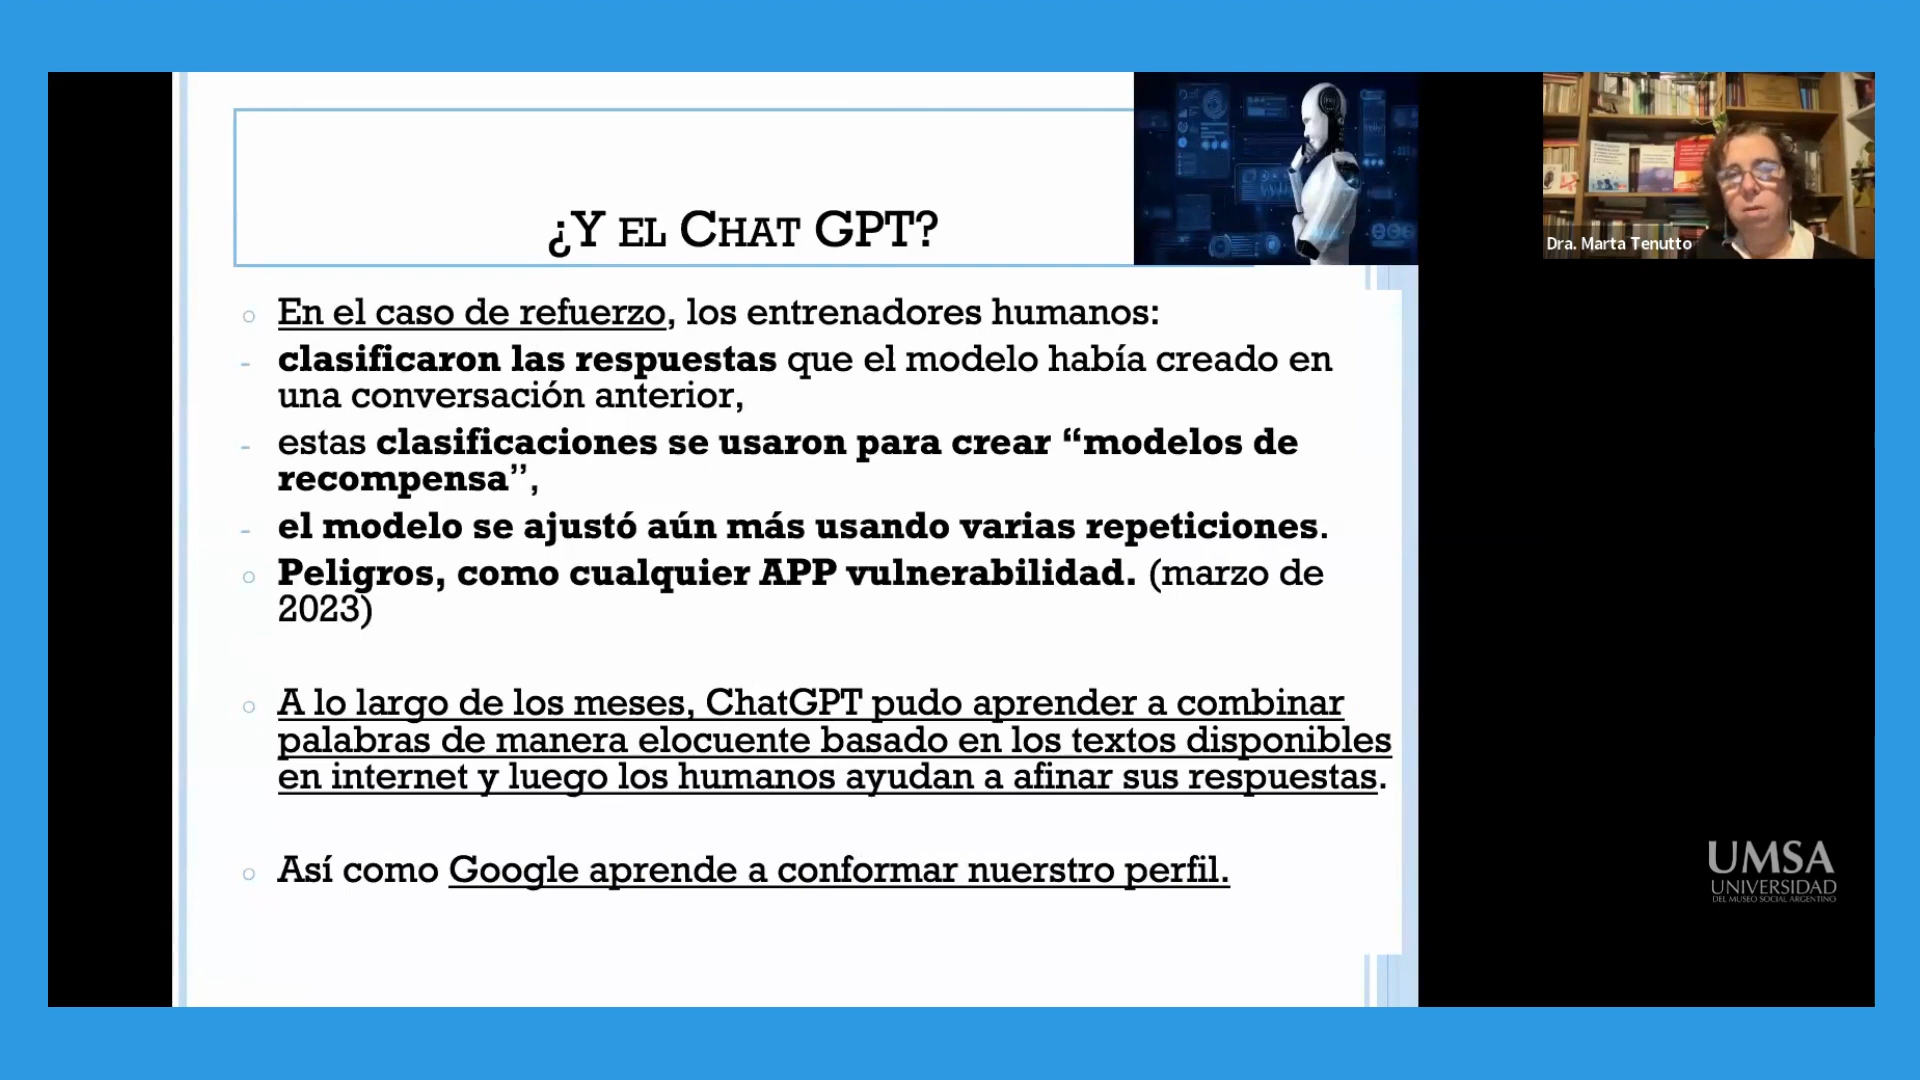 ¿Y EL CHAT GPT?
En el caso de refuerzo, los entrenadores humanos:
- clasificaron las respuestas que el modelo había creado en
una conversación anterior,
- estas clasificaciones se usaron para crear “modelos de
recompensa”,
- el modelo se ajustó aún más usando varias repeticiones.
Peligros, como cualquier APP vulnerabilidad. (marzo de
2023)
A lo largo de los meses, ChatGPT pudo aprender a combinar
palabras de manera elocuente basado en los textos disponibles
en internet y luego los humanos ayudan a afinar sus respuestas.
Así como Google aprende a conformar nuerstro perfil.
Dra. Marta Tenutto
UMSA
UNIVERSIDAD
DEL MUSEO SOCIAL ARGENTINO